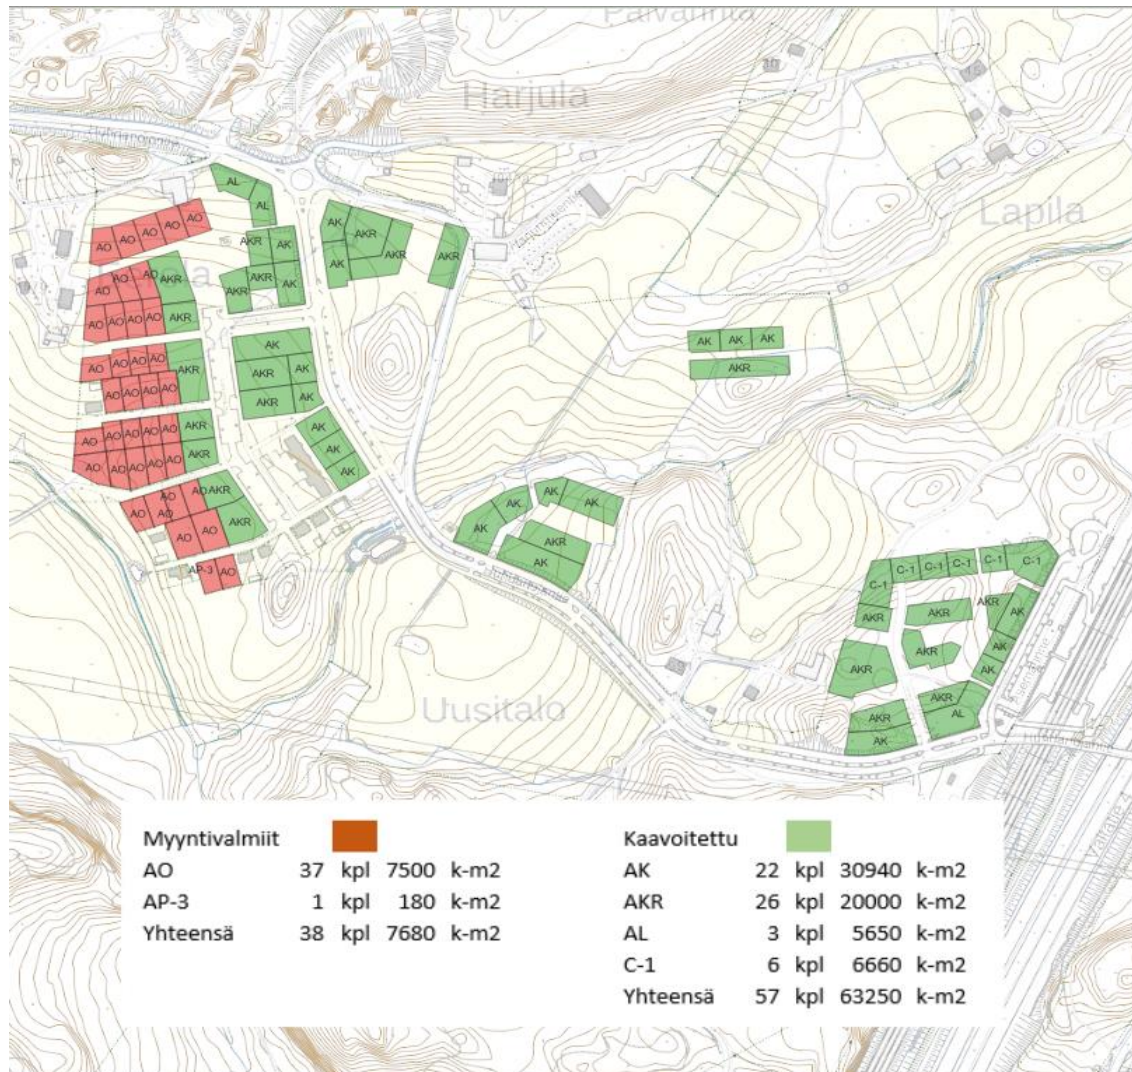 Päivärinta
Harjula
Lapila
AL
AL
AO AO AO AO AO
AKR AK
AK AKR
AK AKR
AKR
AKR AKR AK
AO AO AO AKR
AO AO AO AO AKR
AK
AKR AK
AKR AK
AO AO AO AO AKR
AO AO AO AO
AO AO AO AO AO AKR
AO AO AO AO AO AKR
AK
AK
AK
AK AK AK
AKR
AO AO AKR
AO AO AKR
AO AO
AP-3 AO
AK AK AK AK
AKR
AK
C-1 C-1 C-1 C-1 C-1 C-1
AKR AKR AKR AK
AKR AKR AK
AK
AKR AKR AL
AK
Uusitalo
Myyntivalmiit
AO 37 kpl 7500 k-m2
AP-3 1 kpl 180 k-m2
Yhteensä 38 kpl 7680 k-m2
Kaavoitettu
AK 22 kpl 30940 k-m2
AKR 26 kpl 20000 k-m2
AL 3 kpl 5650 k-m2
C-1 6 kpl 6660 k-m2
Yhteensä 57 kpl 63250 k-m2